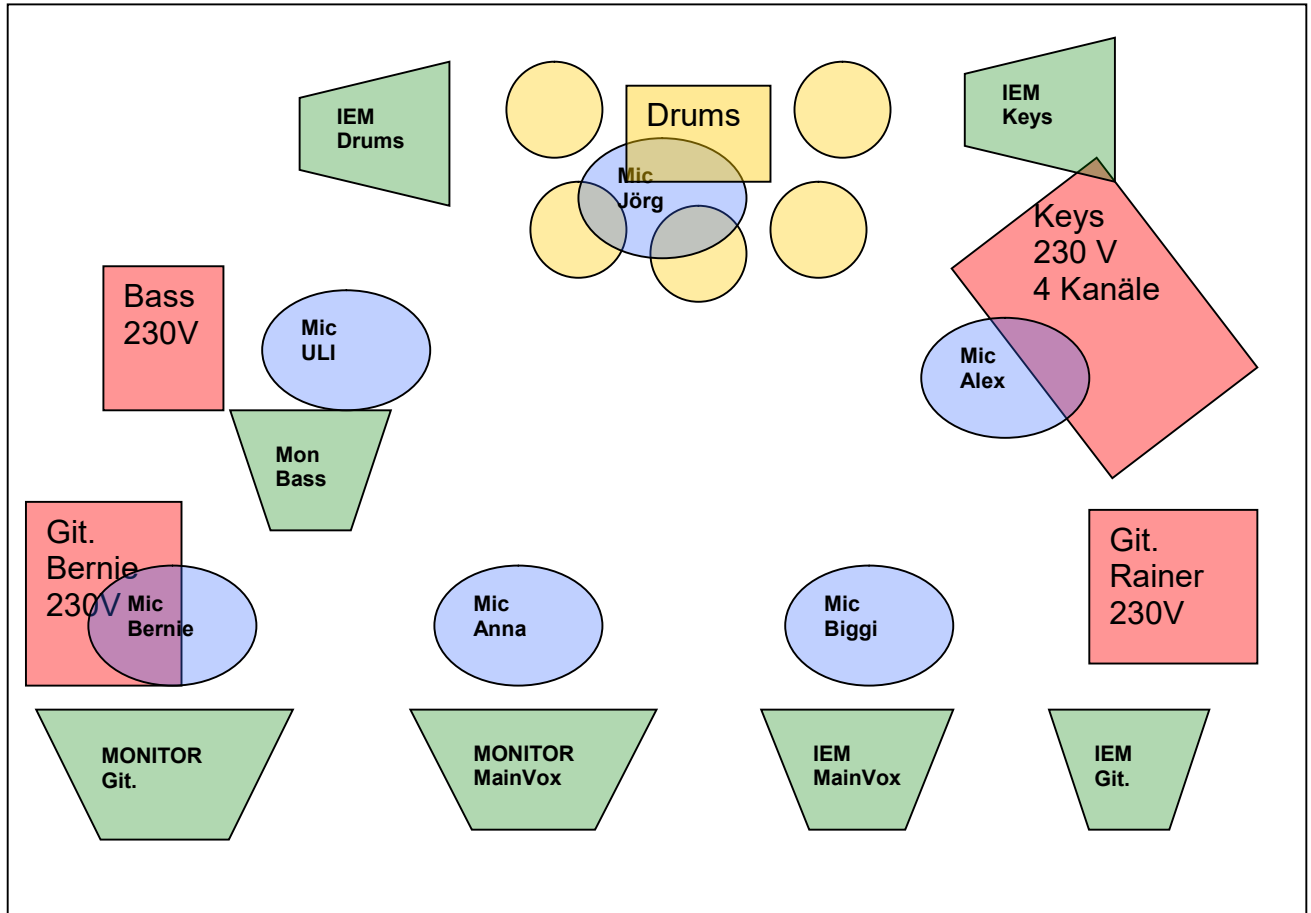 IEM
Drums
Drums
Mic
Jörg
IEM
Keys
Keys
230 V
4 Kanäle
Bass
230V
Mic
ULI
Mic
Alex
Mon
Bass
Git.
Bernie
230V
Mic
Bernie
Mic
Anna
Mic
Biggi
Git.
Rainer
230V
MONITOR
Git.
MONITOR
MainVox
IEM
MainVox
IEM
Git.